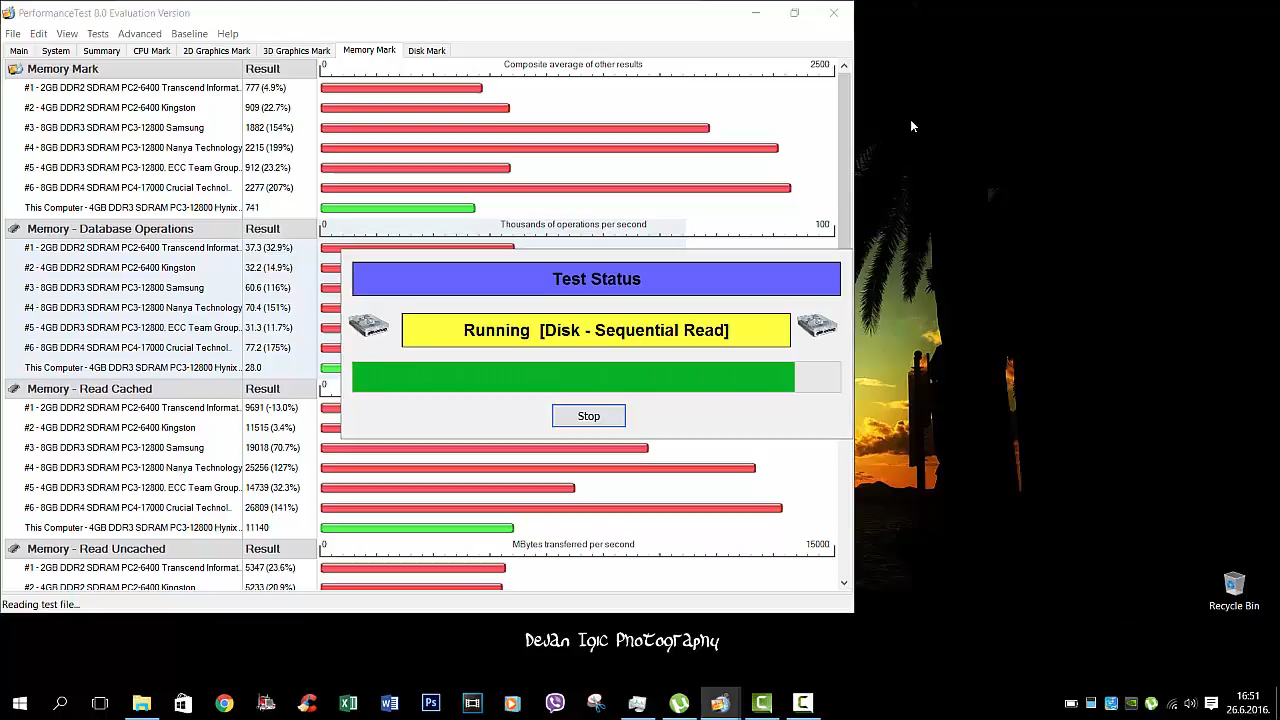 PerformanceTest 8.0 Evaluation Version
File Edit View Tests Advanced Baseline Help
Main System Summary CPU Mark 2D Graphics Mark 3D Graphics Mark Memory Mark Disk Mark
Memory Mark Result 0 Composite average of other results 2500
#1 - 2GB DDR2 SDRAM PC2-6400 Transcend Informat.. 777 (4.9%)
#2 - 4GB DDR2 SDRAM PC2-6400 Kingston 909 (22.7%)
#3 - 8GB DDR3 SDRAM PC3-12800 Samsung 1882 (154%)
#4 - 8GB DDR3 SDRAM PC3-12800 Nanya Technology 2215 (199%)
#5 - 4GB DDR3 SDRAM PC3-12800. ECC Team Group.. 912 (23.2%)
#6 - 8GB DDR4 SDRAM PC4-17000 Crucial Technol.. 2277 (207%)
This Computer - 4GB DDR3 SDRAM PC3-12800 Hynix .. 741
Memory - Database Operations Result 0 Thousands of operations per second 100
#1 - 2GB DDR2 SDRAM PC2-6400 Transcend Informat.. 37.3 (32.9%)
#2 - 4GB DDR2 SDRAM PC2-6400 Kingston 32.2 (14.9%)
#3 - 8GB DDR3 SDRAM PC3-12800 Samsung 60.6 (116%)
#4 - 8GB DDR3 SDRAM PC3-12800 Nanya Technology 70.4 (151%)
#5 - 4GB DDR3 SDRAM PC3-12800. ECC Team Group.. 31.3 (11.7%)
#6 - 8GB DDR4 SDRAM PC4-17000 Crucial Technol.. 77.2 (175%)
This Computer - 4GB DDR3 SDRAM PC3-12800 Hynix .. 28.0
Test Status
Running [Disk - Sequential Read]
Stop
Memory - Read Cached Result 0
#1 - 2GB DDR2 SDRAM PC2-6400 Transcend Informat.. 9691 (-13.0%)
#2 - 4GB DDR2 SDRAM PC2-6400 Kingston 11515 (3.4%)
#3 - 8GB DDR3 SDRAM PC3-12800 Samsung 19018 (70.7%)
#4 - 8GB DDR3 SDRAM PC3-12800 Nanya Technology 25256 (127%)
#5 - 4GB DDR3 SDRAM PC3-12800. ECC Team Group.. 14739 (32.3%)
#6 - 8GB DDR4 SDRAM PC4-17000 Crucial Technol.. 26809 (141%)
This Computer - 4GB DDR3 SDRAM PC3-12800 Hynix .. 11140
Memory - Read Uncached Result 0 MBytes transferred per second 15000
#1 - 2GB DDR2 SDRAM PC2-6400 Transcend Informat.. 5347 (23.6%)
#2 - 4GB DDR2 SDRAM PC2-6400 Kingston 5232 (20.9%)
Reading test file...
Recycle Bin
Dejan Igic Photography
Ps
16:51
26.6.2016.